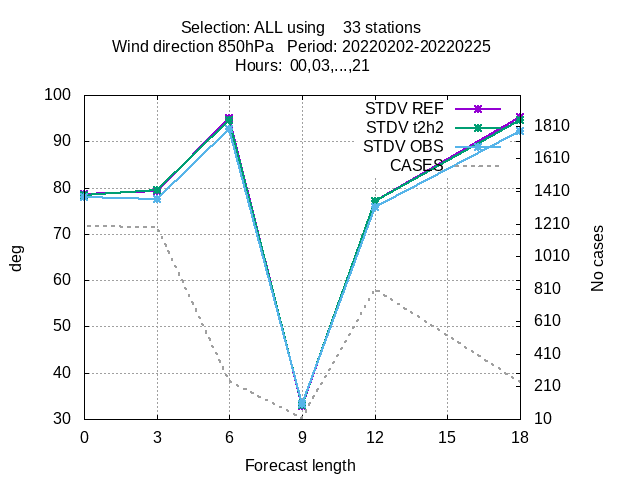 Selection: ALL using    33 stations
Wind direction 850hPa   Period: 20220202-20220225
Hours:  00,03,...,21
STDV REF
STDV t2h2
STDV OBS
CASES
deg
100
90
80
70
60
50
40
30
1810
1610
1410
1210
1010
810
610
410
210
10
No cases
0 3 6 9 12 15 18
Forecast length